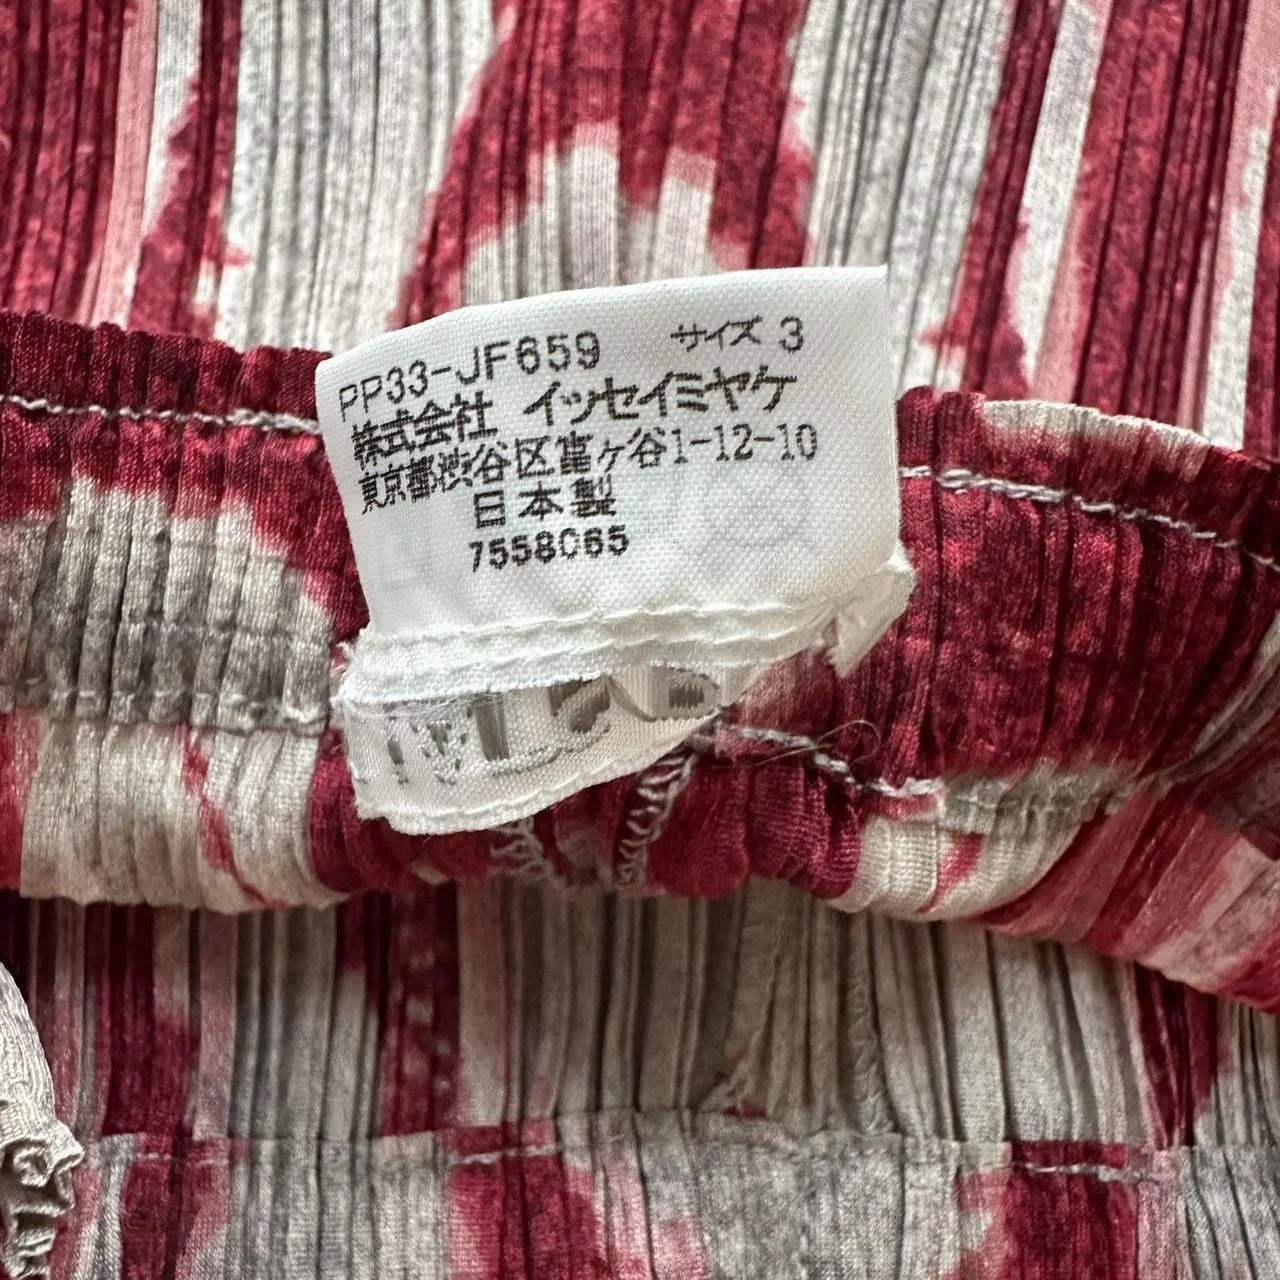 PP33-JF659 サイズ 3
株式会社 イッセイミヤケ
東京都渋谷区富ヶ谷1-12-10
日本製
7558065